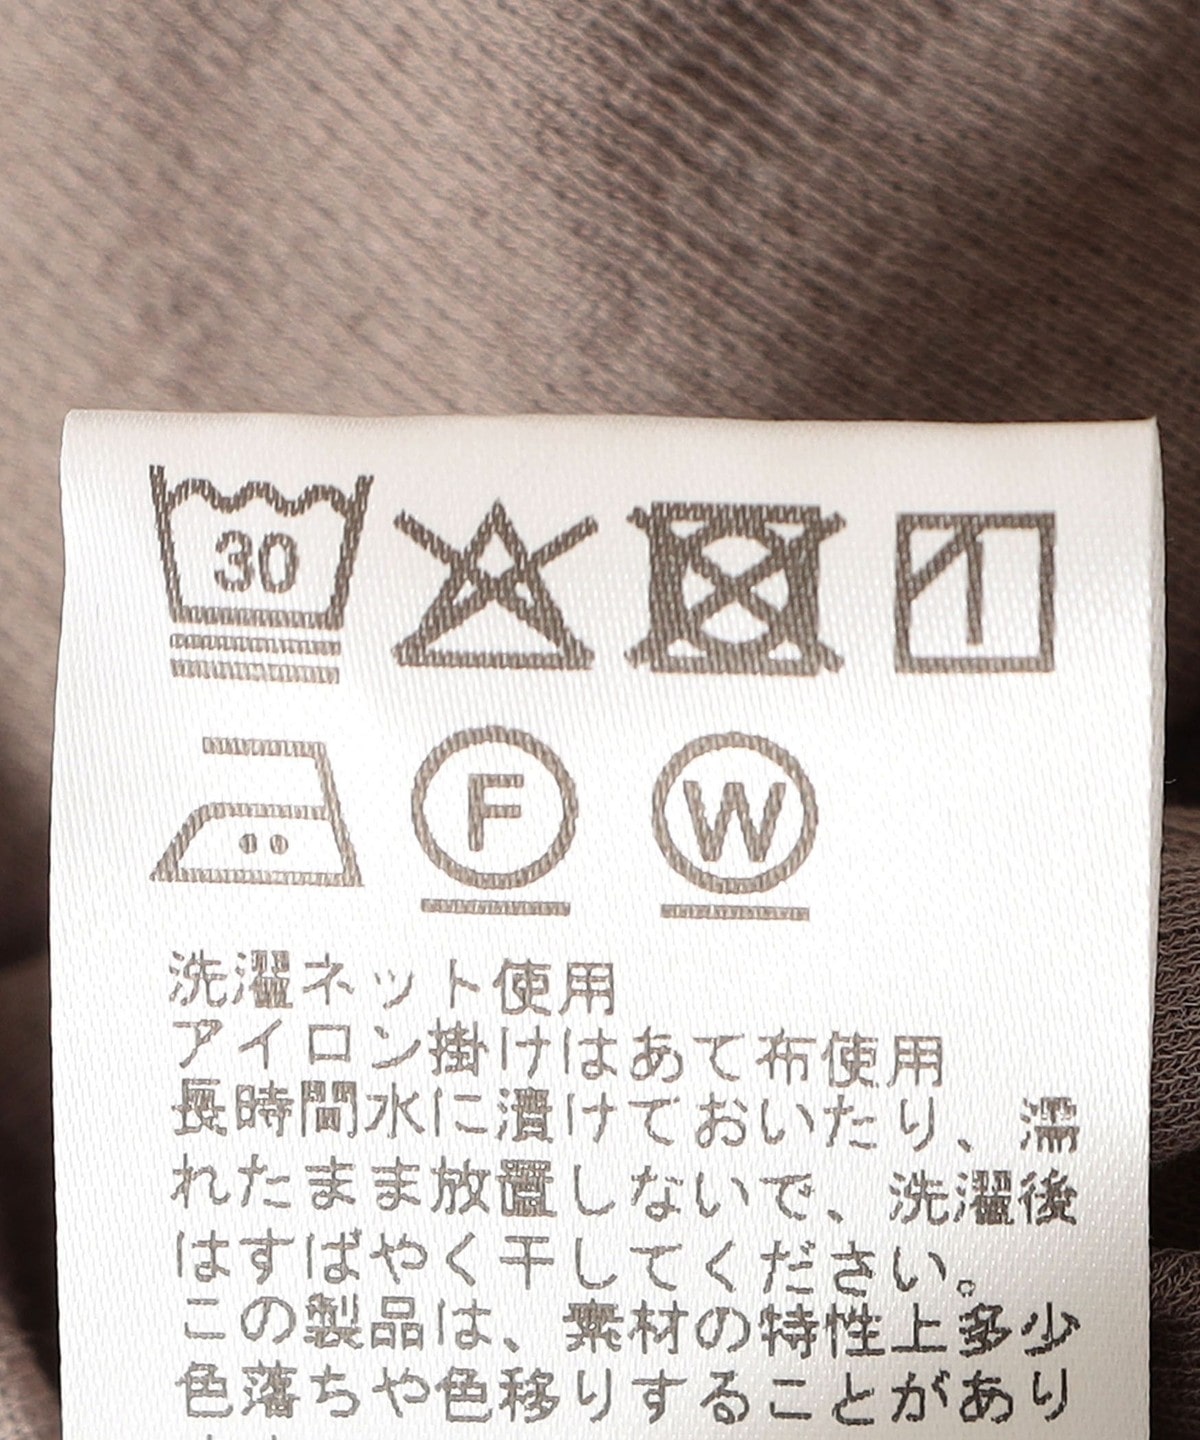 30
F W
洗濯ネット使用
アイロン掛けはあて布使用
長時間水に漬けておいたり、濡
れたまま放置しないで、洗濯後
はすばやく干してください。
この製品は、素材の特性上多少
色落ちや色移りすることがあり